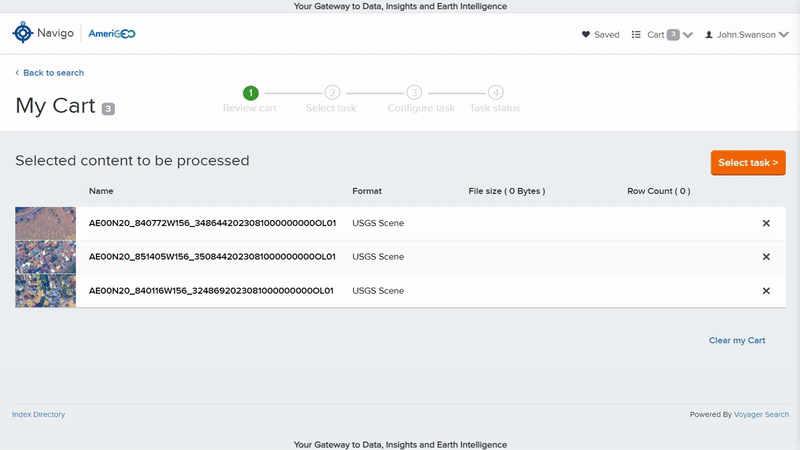 Your Gateway to Data, Insights and Earth Intelligence
Navigo AmeriGEO Saved Cart 3 John.Swanson
‹ Back to search
My Cart 3
1 2 3 4
Review cart Select task Configure task Task status
Selected content to be processed
Select task >
Name Format File size ( 0 Bytes ) Row Count ( 0 )
AE00N20_840772W156_3486442023081000000000OL01 USGS Scene ×
AE00N20_851405W156_3508442023081000000000OL01 USGS Scene ×
AE00N20_840116W156_3248692023081000000000OL01 USGS Scene ×
Clear my Cart
Index Directory Powered By Voyager Search
Your Gateway to Data, Insights and Earth Intelligence